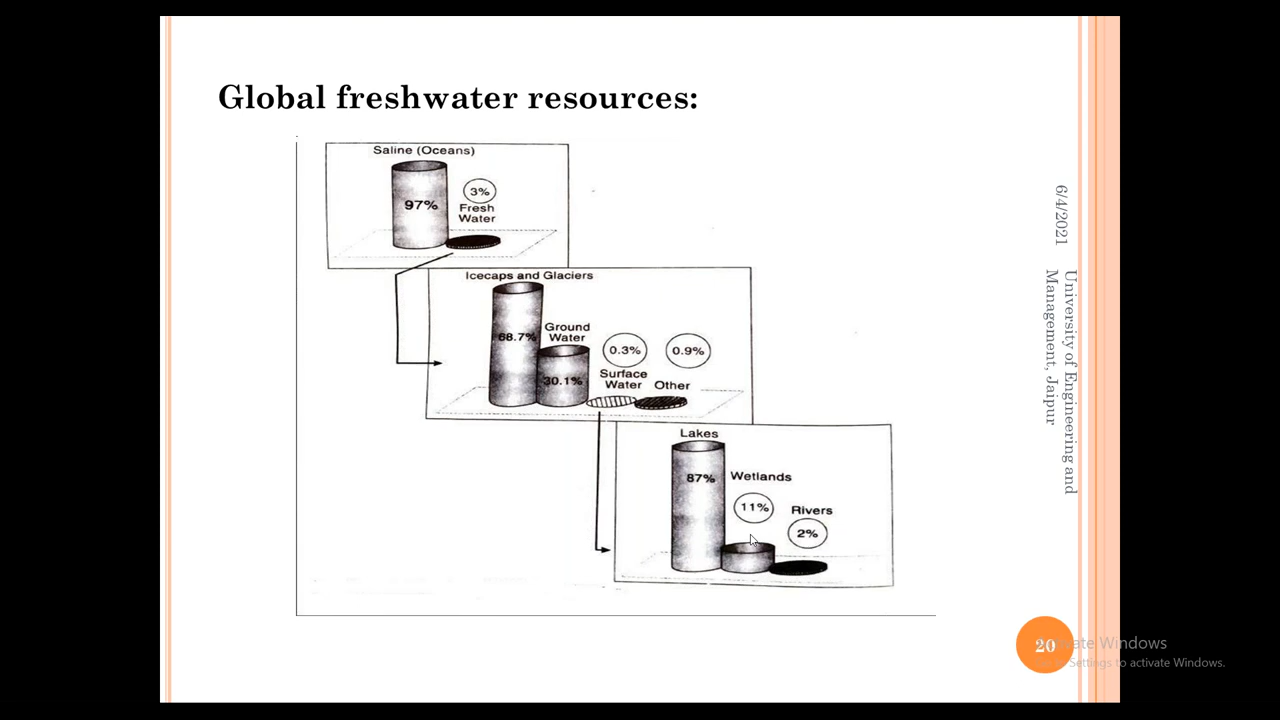 Global freshwater resources:
Saline (Oceans)
97%
3%
Fresh
Water
Icecaps and Glaciers
68.7%
Ground
Water
30.1%
0.3%
Surface
Water
0.9%
Other
Lakes
87%
Wetlands
11%
Rivers
2%
6/4/2021
University of Engineering and
Management, Jaipur
20
Activate Windows
Settings to activate Windows.